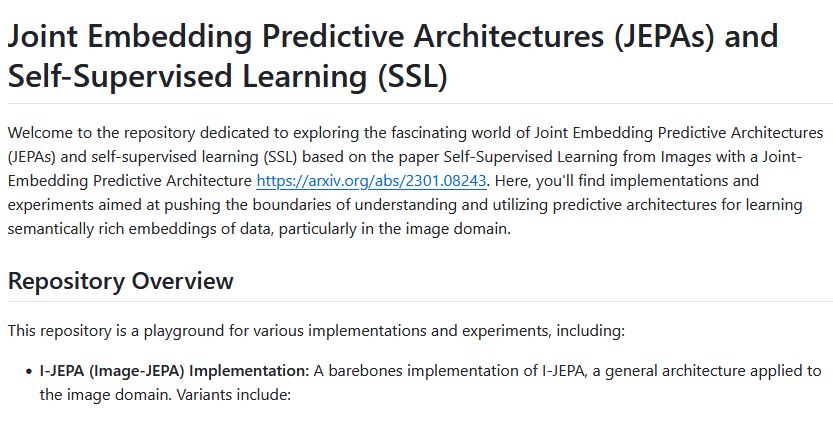 Joint Embedding Predictive Architectures (JEPAs) and
Self-Supervised Learning (SSL)
Welcome to the repository dedicated to exploring the fascinating world of Joint Embedding Predictive Architectures
(JEPAs) and self-supervised learning (SSL) based on the paper Self-Supervised Learning from Images with a Joint-
Embedding Predictive Architecture https://arxiv.org/abs/2301.08243. Here, you'll find implementations and
experiments aimed at pushing the boundaries of understanding and utilizing predictive architectures for learning
semantically rich embeddings of data, particularly in the image domain.
Repository Overview
This repository is a playground for various implementations and experiments, including:
• I-JEPA (Image-JEPA) Implementation: A barebones implementation of I-JEPA, a general architecture applied to
the image domain. Variants include: